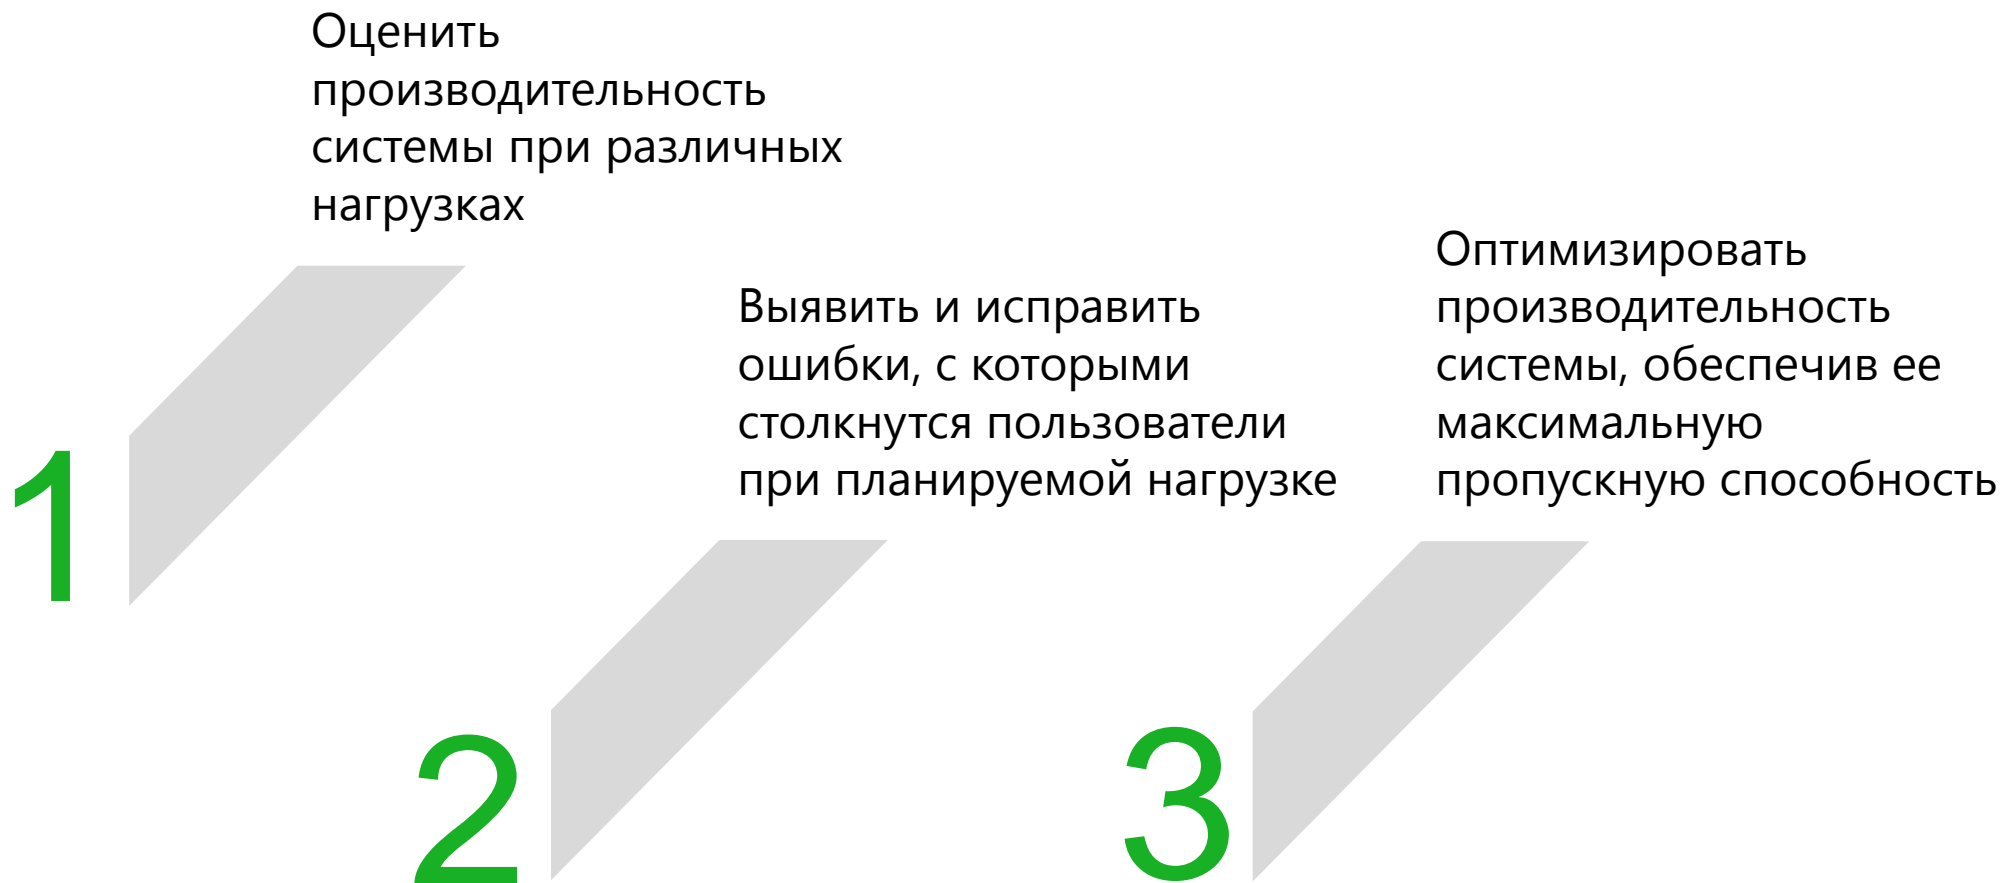 1
Оценить
производительность
системы при различных
нагрузках
2
Выявить и исправить
ошибки, с которыми
столкнутся пользователи
при планируемой нагрузке
3
Оптимизировать
производительность
системы, обеспечив ее
максимальную
пропускную способность